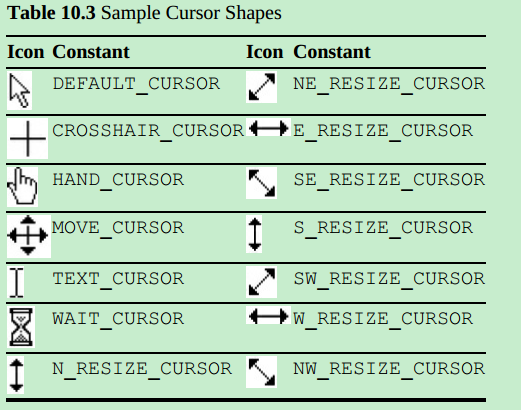 Table 10.3 Sample Cursor Shapes
Icon Constant Icon Constant
DEFAULT_CURSOR NE_RESIZE_CURSOR
CROSSHAIR_CURSOR E_RESIZE_CURSOR
HAND_CURSOR SE_RESIZE_CURSOR
MOVE_CURSOR S_RESIZE_CURSOR
TEXT_CURSOR SW_RESIZE_CURSOR
WAIT_CURSOR W_RESIZE_CURSOR
N_RESIZE_CURSOR NW_RESIZE_CURSOR